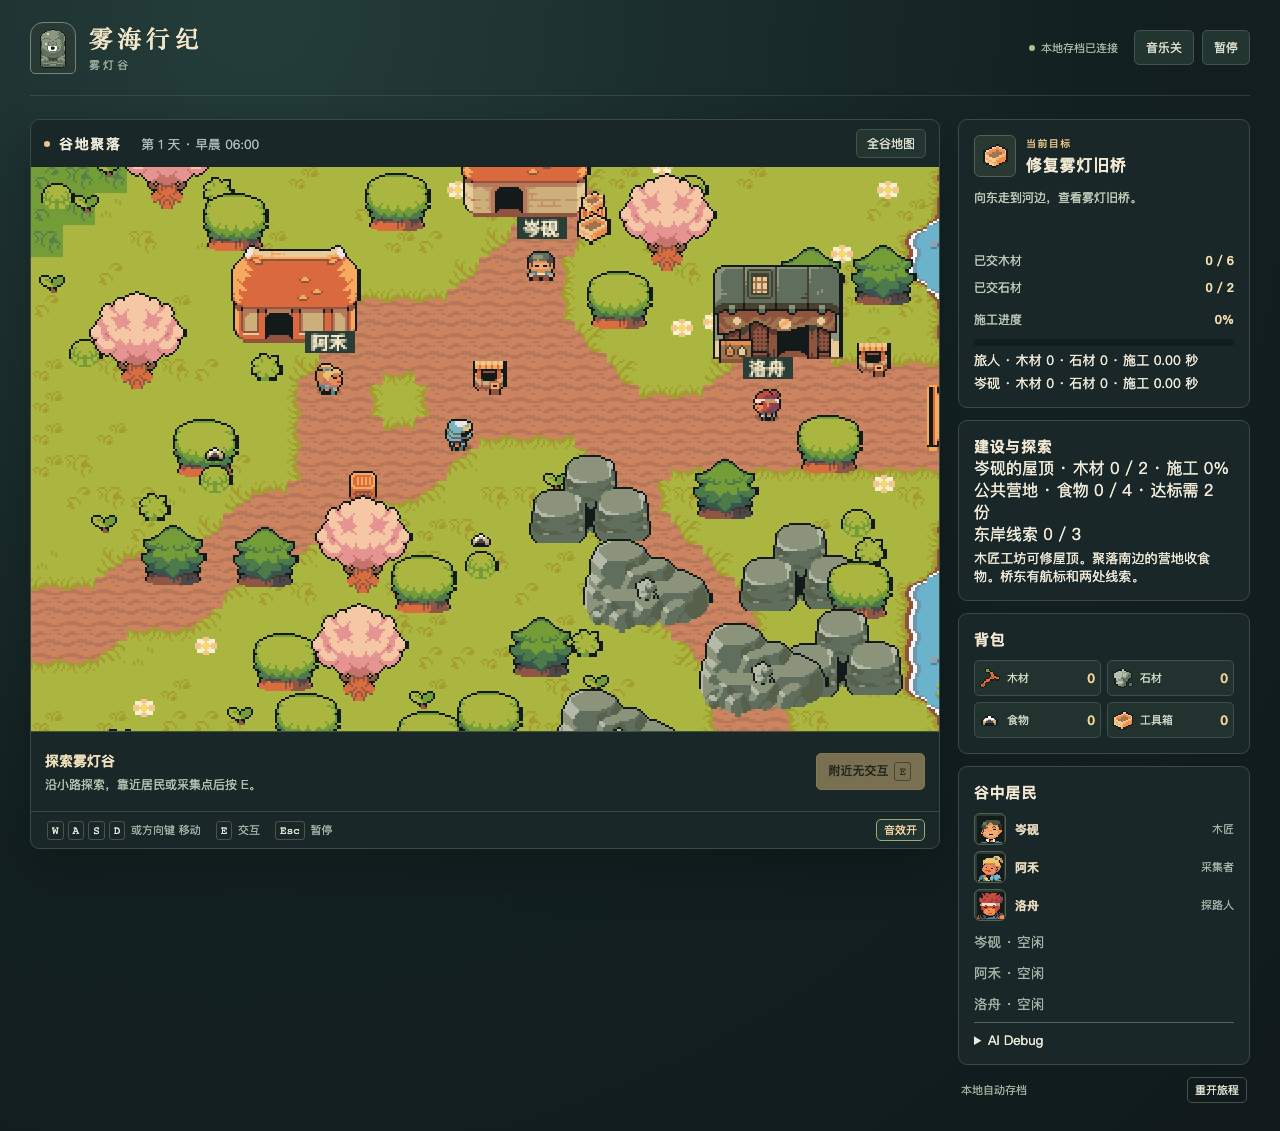 雾海行纪
雾灯谷
本地存档已连接
音乐关
暂停
谷地聚落
第 1 天 · 早晨 06:00
全谷地图
岑砚
阿禾
洛舟
探索雾灯谷
沿小路探索，靠近居民或采集点后按 E。
附近无交互 E
W A S D 或方向键 移动 E 交互 Esc 暂停
音效开
当前目标
修复雾灯旧桥
向东走到河边，查看雾灯旧桥。
已交木材 0 / 6
已交石材 0 / 2
施工进度 0%
旅人 · 木材 0 · 石材 0 · 施工 0.00 秒
岑砚 · 木材 0 · 石材 0 · 施工 0.00 秒
建设与探索
岑砚的屋顶 · 木材 0 / 2 · 施工 0%
公共营地 · 食物 0 / 4 · 达标需 2
份
东岸线索 0 / 3
木匠工坊可修屋顶。聚落南边的营地收食
物。桥东有航标和两处线索。
背包
木材 0
石材 0
食物 0
工具箱 0
谷中居民
岑砚 木匠
阿禾 采集者
洛舟 探路人
岑砚 · 空闲
阿禾 · 空闲
洛舟 · 空闲
AI Debug
本地自动存档
重开旅程